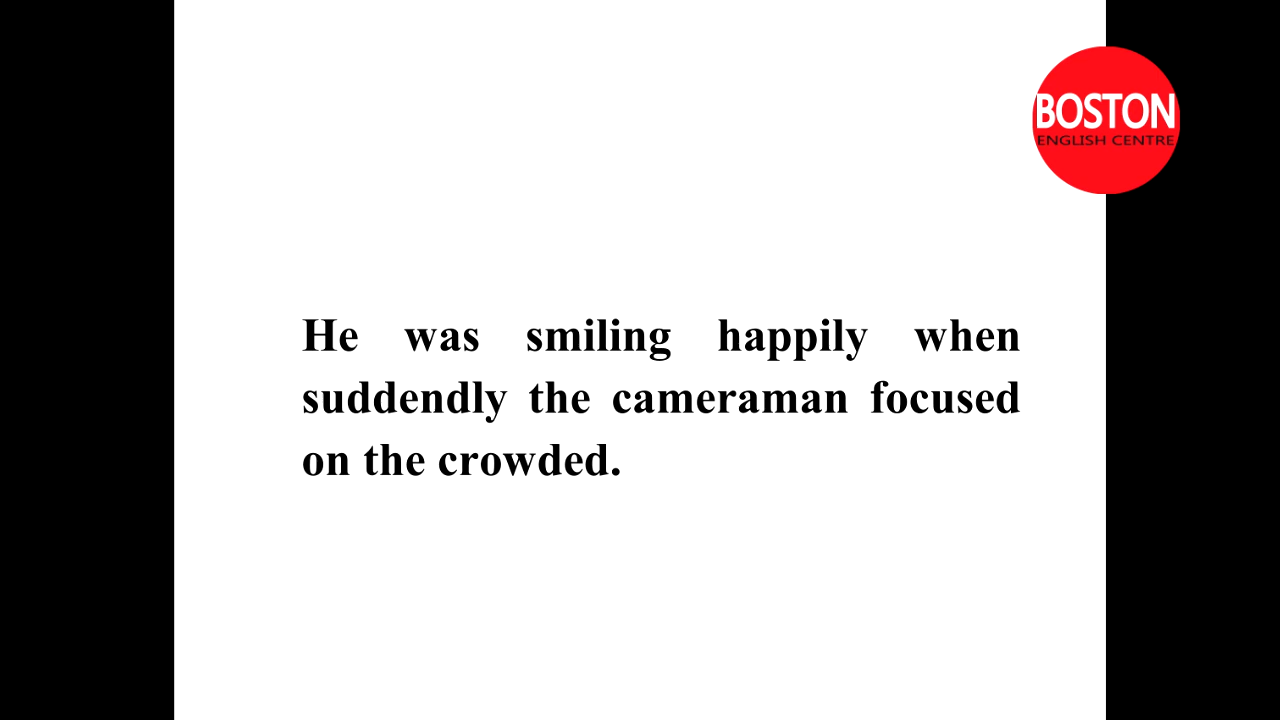 BOSTON
ENGLISH CENTRE
He was smiling happily when
suddendly the cameraman focused
on the crowded.